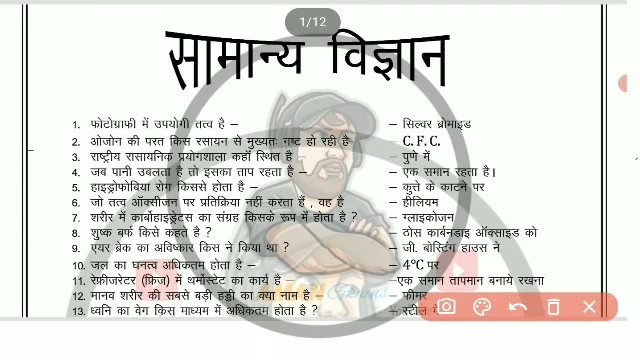 1/12
सामान्य विज्ञान
1. फोटोग्राफी में उपयोगी तत्व है – – सिल्वर ब्रोमाइड
2. ओजोन की परत किस रसायन से मुख्यतः नष्ट हो रही है C. F. C.
3. राष्ट्रीय रासायनिक प्रयोगशाला कहाँ स्थित है – पुणे में
4. जब पानी उबलता है तो इसका ताप रहता है – – एक समान रहता है।
5. हाइड्रोफोबिया रोग किससे होता है – – कुत्ते के काटने पर
6. जो तत्व ऑक्सीजन पर प्रतिक्रिया नहीं करता हैं , वह है – हीलियम
7. शरीर में कार्बोहाइड्रेटस का संग्रह किसके रूप में होता है ? – ग्लाइकोजन
8. शुष्क बर्फ किसे कहते है ? – ठोस कार्बनडाइ ऑक्साइड को
9. एयर ब्रेक का अविष्कार किस ने किया था ? – जी. बोस्टिंग हाउस ने
10. जल का घनत्व अधिकतम होता है – – 4°C पर
11. रेफ्रीजरेटर (फ्रिज) में थर्मोस्टेट का कार्य है – –एक समान तापमान बनाये रखना
12. मानव शरीर की सबसे बड़ी हड्डी का क्या नाम है – – फीमर
13. ध्वनि का वेग किस माध्यम में अधिकतम होता है ? – स्टील